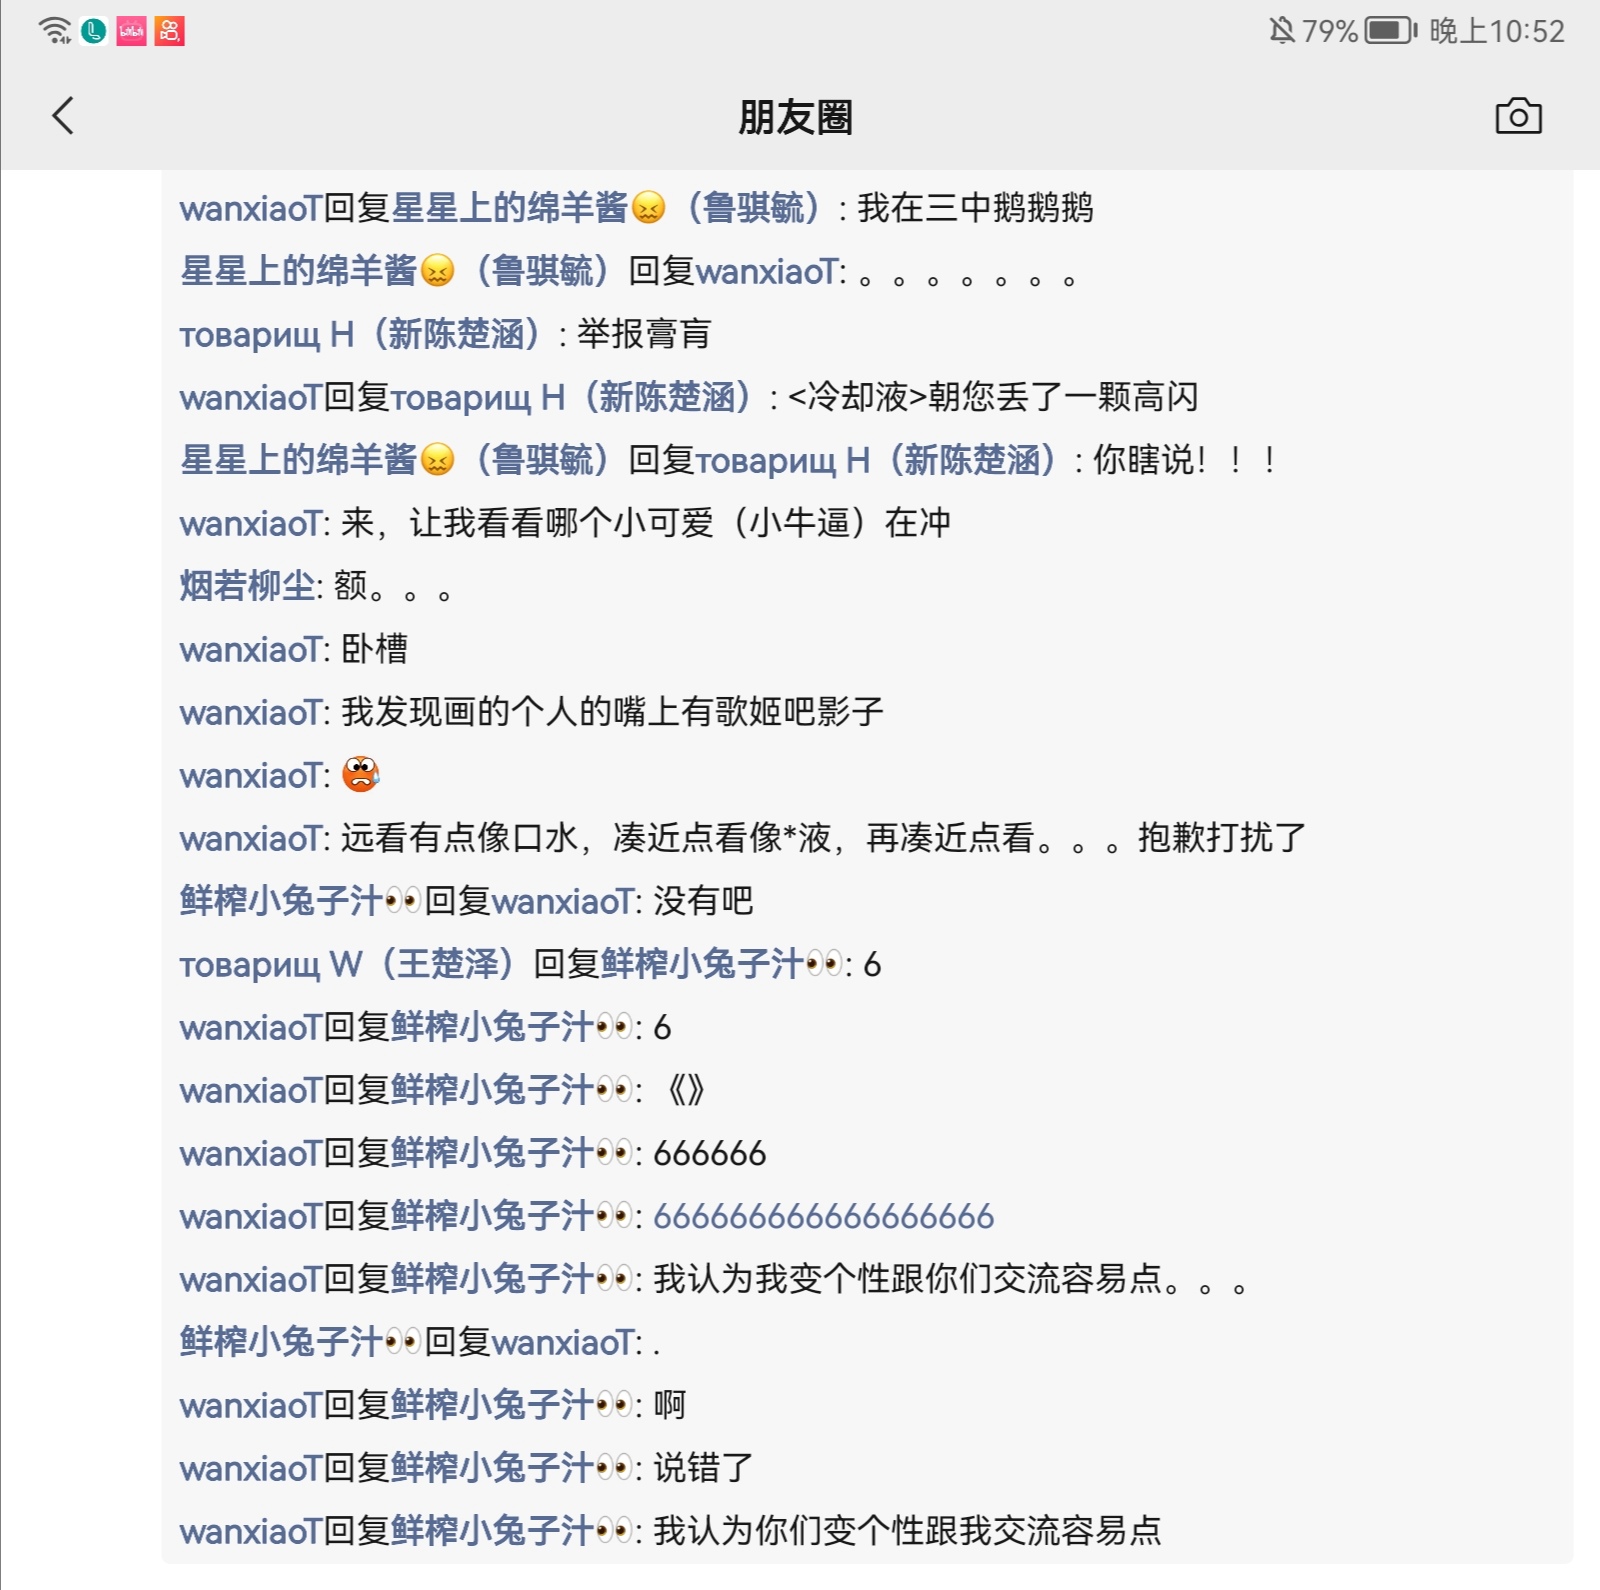 79% 晚上10:52
朋友圈
wanxiaoT回复星星上的绵羊酱😖（鲁骐毓）: 我在三中鹅鹅鹅
星星上的绵羊酱😖（鲁骐毓）回复wanxiaoT: 。。。。。。。
товарищ H（新陈楚涵）: 举报膏肓
wanxiaoT回复товарищ H（新陈楚涵）: <冷却液>朝您丢了一颗高闪
星星上的绵羊酱😖（鲁骐毓）回复товарищ H（新陈楚涵）: 你瞎说！！！
wanxiaoT: 来，让我看看哪个小可爱（小牛逼）在冲
烟若柳尘: 额。。。
wanxiaoT: 卧槽
wanxiaoT: 我发现画的个人的嘴上有歌姬吧影子
wanxiaoT:
wanxiaoT: 远看有点像口水，凑近点看像*液，再凑近点看。。。抱歉打扰了
鲜榨小兔子汁👀回复wanxiaoT: 没有吧
товарищ W（王楚泽）回复鲜榨小兔子汁👀: 6
wanxiaoT回复鲜榨小兔子汁👀: 6
wanxiaoT回复鲜榨小兔子汁👀: 《》
wanxiaoT回复鲜榨小兔子汁👀: 666666
wanxiaoT回复鲜榨小兔子汁👀: 666666666666666666
wanxiaoT回复鲜榨小兔子汁👀: 我认为我变个性跟你们交流容易点。。。
鲜榨小兔子汁👀回复wanxiaoT: .
wanxiaoT回复鲜榨小兔子汁👀: 啊
wanxiaoT回复鲜榨小兔子汁👀: 说错了
wanxiaoT回复鲜榨小兔子汁👀: 我认为你们变个性跟我交流容易点